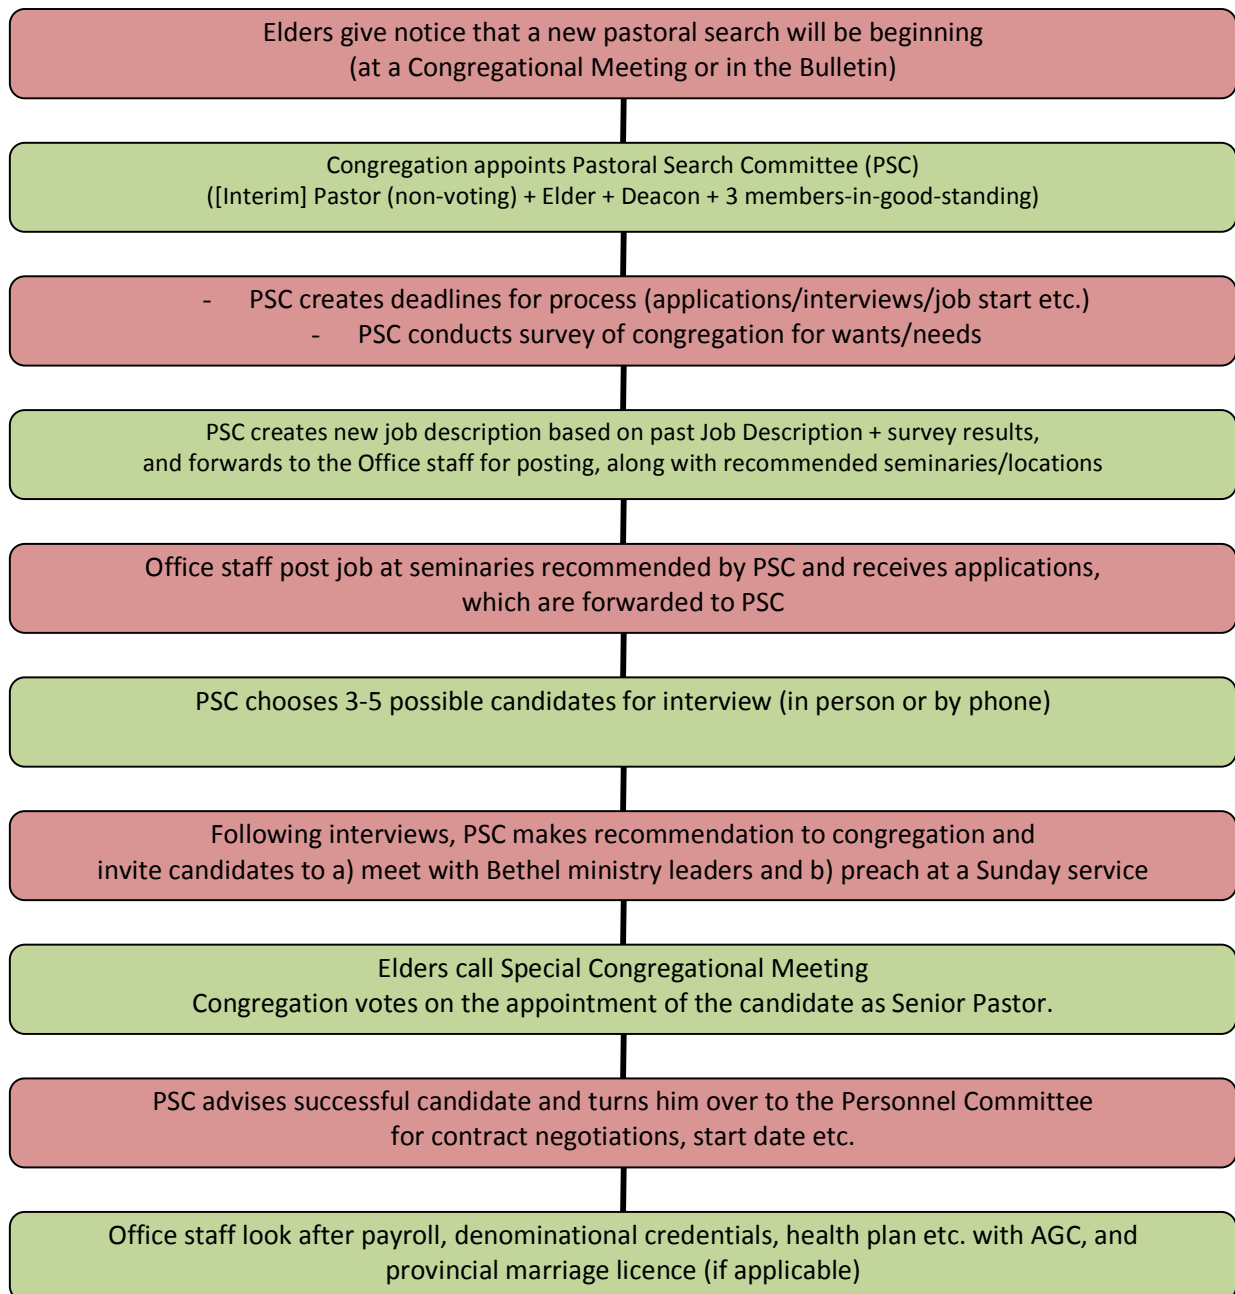 Elders give notice that a new pastoral search will be beginning
(at a Congregational Meeting or in the Bulletin)
Congregation appoints Pastoral Search Committee (PSC)
([Interim] Pastor (non-voting) + Elder + Deacon + 3 members-in-good-standing)
- PSC creates deadlines for process (applications/interviews/job start etc.)
- PSC conducts survey of congregation for wants/needs
PSC creates new job description based on past Job Description + survey results,
and forwards to the Office staff for posting, along with recommended seminaries/locations
Office staff post job at seminaries recommended by PSC and receives applications,
which are forwarded to PSC
PSC chooses 3-5 possible candidates for interview (in person or by phone)
Following interviews, PSC makes recommendation to congregation and
invite candidates to a) meet with Bethel ministry leaders and b) preach at a Sunday service
Elders call Special Congregational Meeting
Congregation votes on the appointment of the candidate as Senior Pastor.
PSC advises successful candidate and turns him over to the Personnel Committee
for contract negotiations, start date etc.
Office staff look after payroll, denominational credentials, health plan etc. with AGC, and
provincial marriage licence (if applicable)